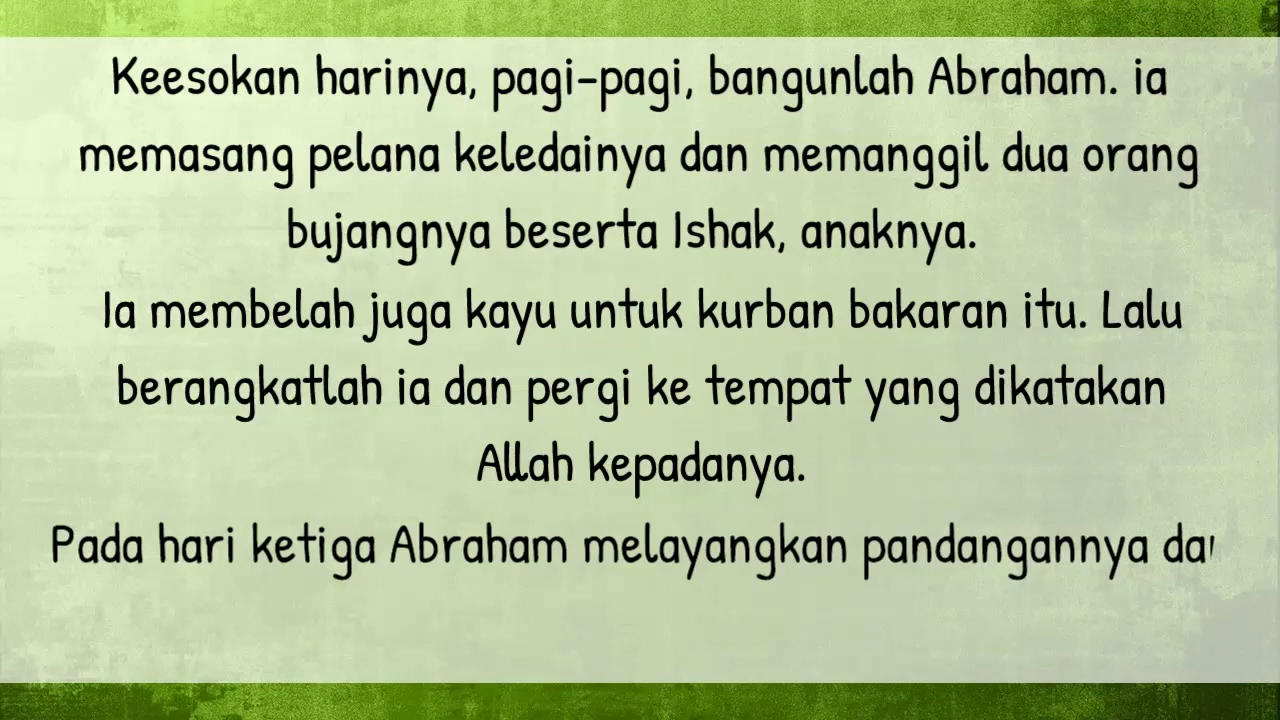 Keesokan harinya, pagi-pagi, bangunlah Abraham. ia
memasang pelana keledainya dan memanggil dua orang
bujangnya beserta Ishak, anaknya.
Ia membelah juga kayu untuk kurban bakaran itu. Lalu
berangkatlah ia dan pergi ke tempat yang dikatakan
Allah kepadanya.
Pada hari ketiga Abraham melayangkan pandangannya